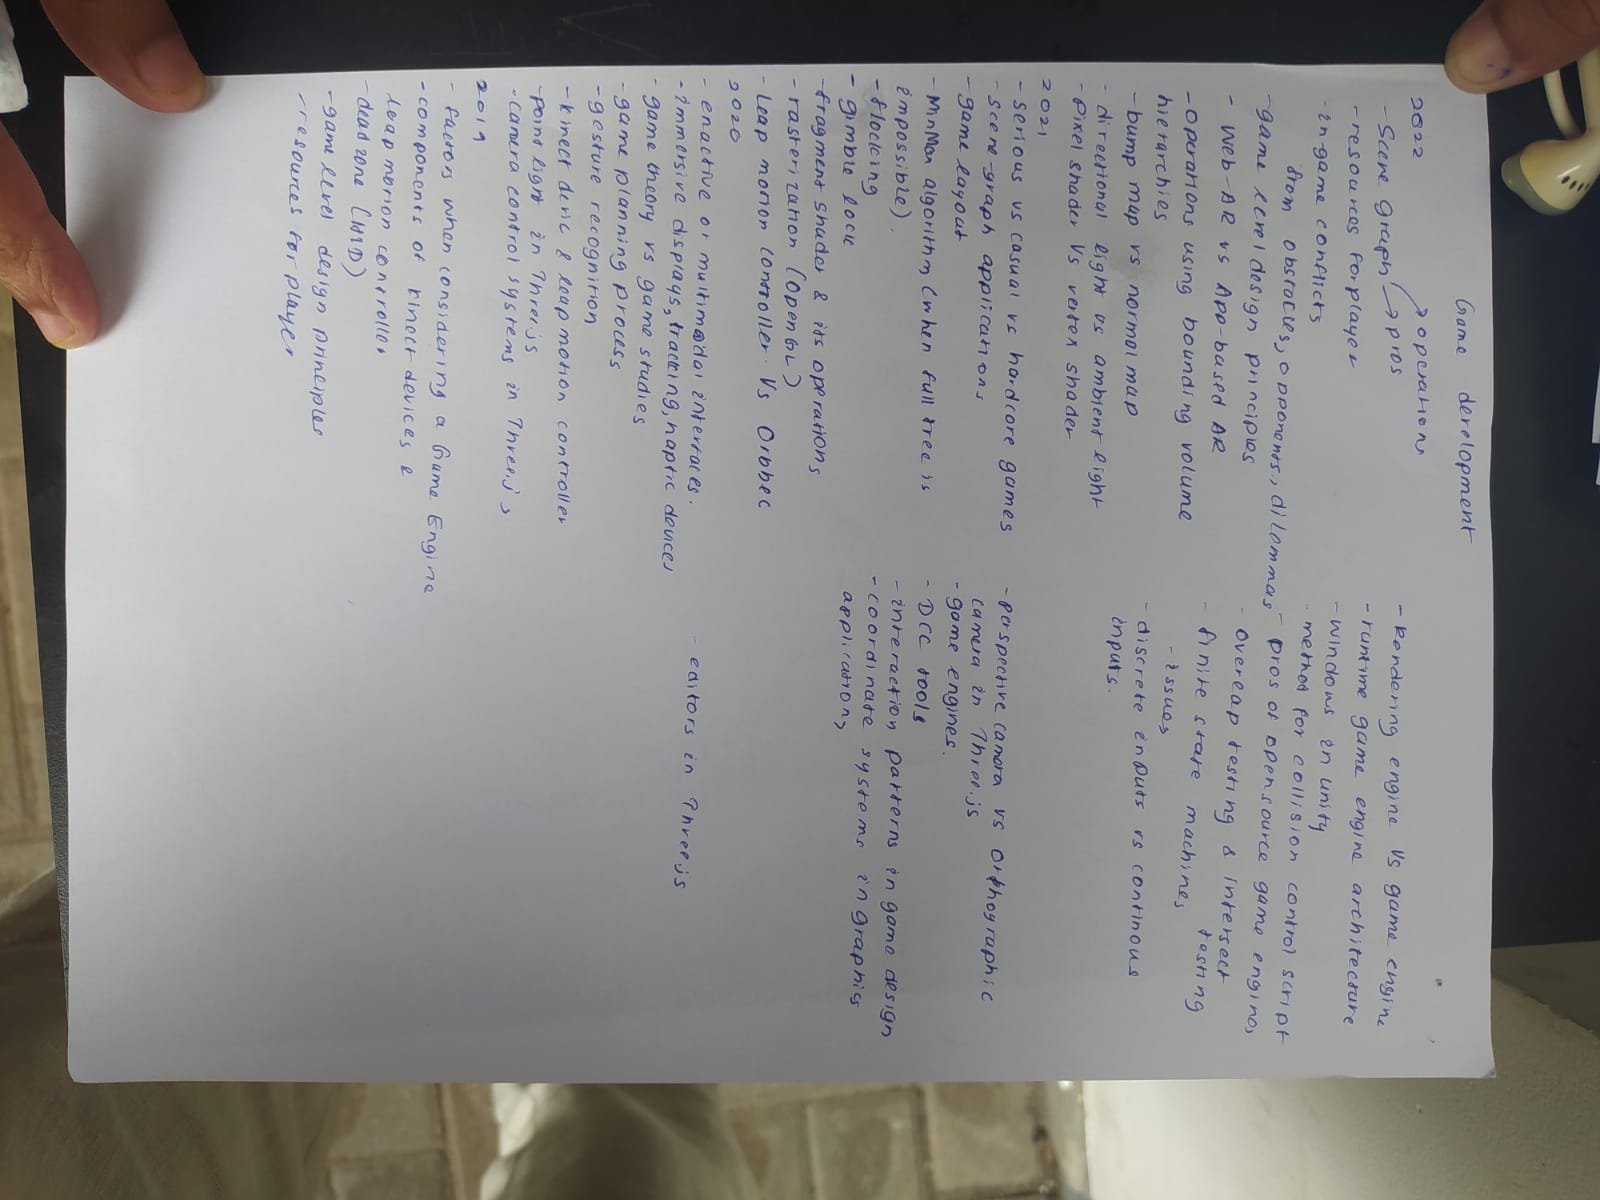 Game development
2022
- Scene graph → operations
→ pros
- resources for player
- in-game conflicts
from obstacles, opponents, dilemmas
- game level design principles
- Web-AR vs App-based AR
- operations using bounding volume
hierarchies
- bump map vs normal map
- directional light vs ambient light
- pixel shader Vs vertex shader
2021
- serious vs casual vs hardcore games
- scene-graph applications
- game layout
- MinMax algorithm (when full tree is
impossible).
- flocking
- gimble lock
- fragment shader & its operations
- rasterization (OpenGL)
- Leap motion controller Vs Orbbec
2020
- enactive or multimodal interfaces.
- immersive displays, tracking, haptic devices
- game theory vs game studies
- game planning process
- gesture recognition
- kinect device & leap motion controller
- point light in Three.js
- camera control systems in Three.js
2019
- factors when considering a Game Engine
- components of kinect devices &
leap motion controller
- dead zone (HID)
- game level design principles
- resources for player
- Rendering engine Vs game engine
- runtime game engine architecture
- windows in unity
- method for collision control script
- pros of opensource game engines
- overlap testing & intersect
testing
- finite state machines
- issues
- discrete inputs vs continous
inputs.
- perspective camera vs Orthographic
camera in Three.js
- game engines.
- DCC tools
- interaction patterns in game design
- coordinate systems in graphics
applications
- editors in Three.js